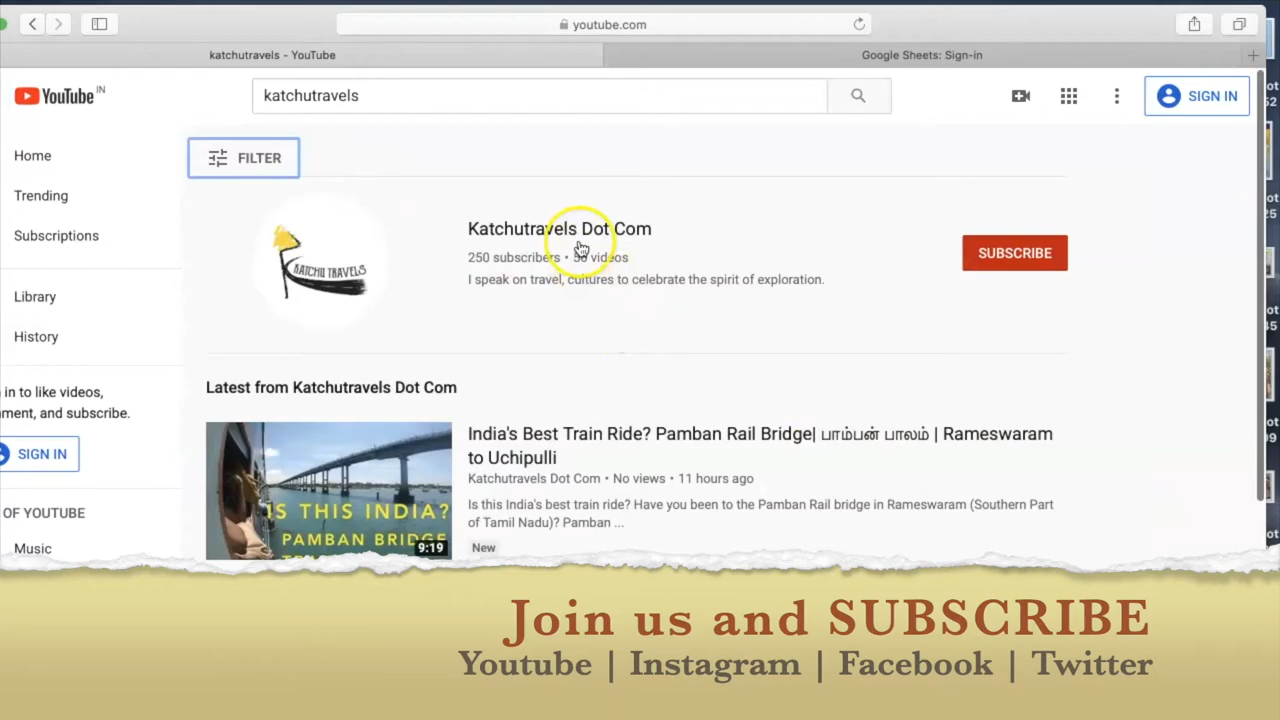 youtube.com
katchutravels - YouTube
Google Sheets: Sign-in
YouTube IN
katchutravels
SIGN IN
Home
Trending
Subscriptions
Library
History
in to like videos,
and subscribe.
SIGN IN
OF YOUTUBE
Music
FILTER
KATCHU TRAVELS
Katchutravels Dot Com
250 subscribers • videos
I speak on travel, cultures to celebrate the spirit of exploration.
SUBSCRIBE
Latest from Katchutravels Dot Com
IS THIS INDIA?
PAMBAN BRIDGE
9:19
India's Best Train Ride? Pamban Rail Bridge| பாம்பன் பாலம் | Rameswaram
to Uchipulli
Katchutravels Dot Com • No views • 11 hours ago
Is this India's best train ride? Have you been to the Pamban Rail bridge in Rameswaram (Southern Part
of Tamil Nadu)? Pamban ...
New
Join us and SUBSCRIBE
Youtube | Instagram | Facebook | Twitter